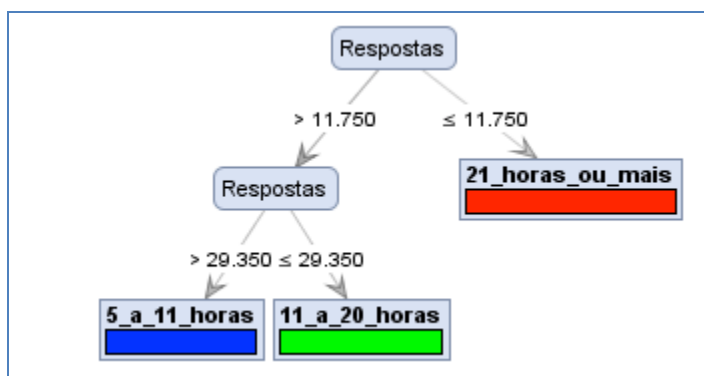 Respostas
> 11.750 ≤ 11.750
21_horas_ou_mais
Respostas
> 29.350 ≤ 29.350
5_a_11_horas 11_a_20_horas